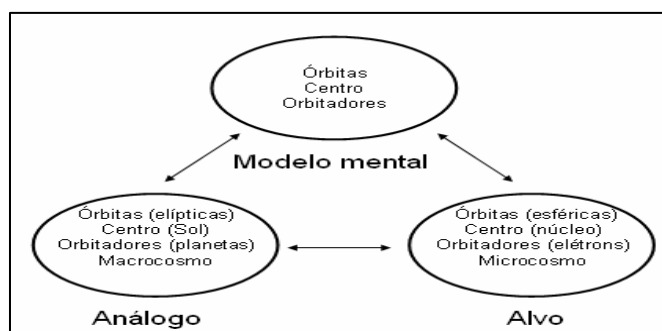 Órbitas
Centro
Orbitadores
Modelo mental
Órbitas (elípticas)
Centro (Sol)
Orbitadores (planetas)
Macrocosmo
Análogo
Órbitas (esféricas)
Centro (núcleo)
Orbitadores (elétrons)
Microcosmo
Alvo